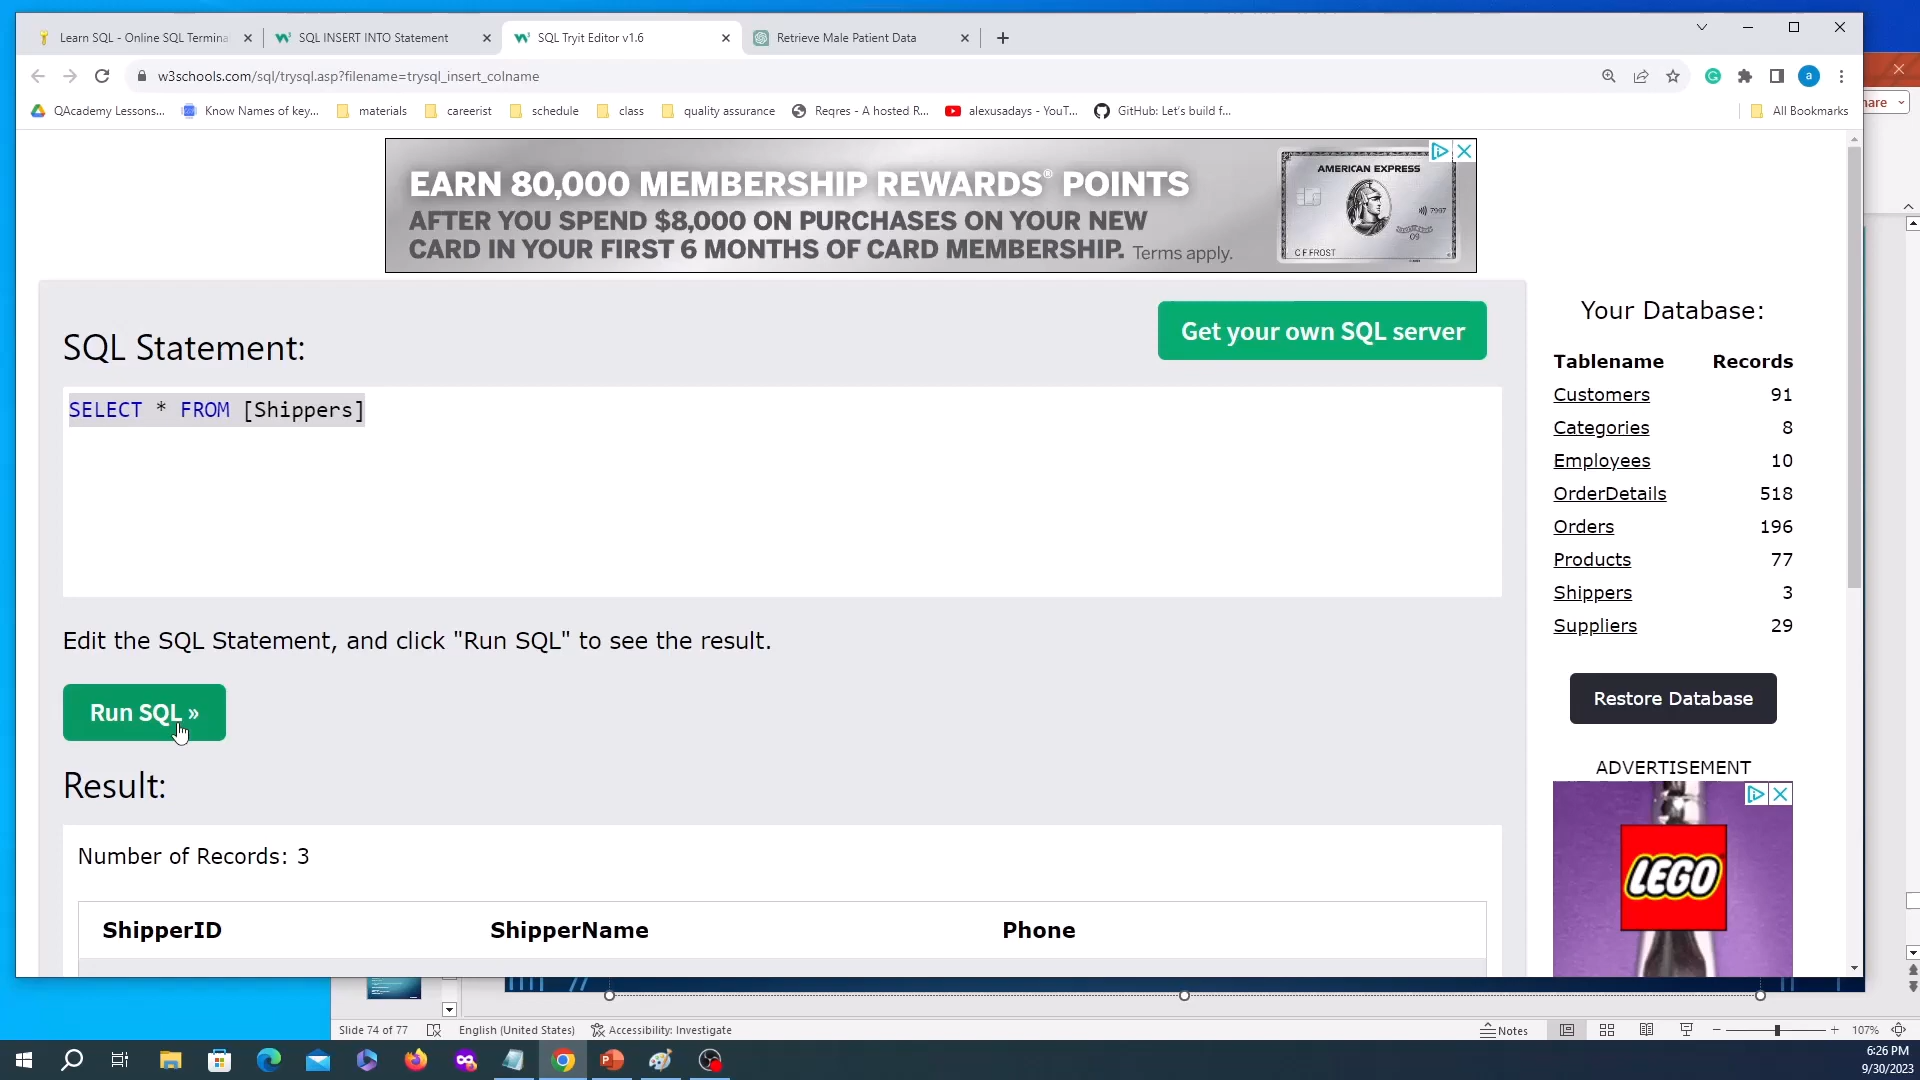 Learn SQL - Online SQL Termina
SQL INSERT INTO Statement
SQL Tryit Editor v1.6
Retrieve Male Patient Data
w3schools.com/sql/trysql.asp?filename=trysql_insert_colname
a
QAcademy Lessons...
Know Names of key...
materials
careerist
schedule
class
quality assurance
Reqres - A hosted R...
alexusadays - YouT...
GitHub: Let's build f...
All Bookmarks
hare
EARN 80,000 MEMBERSHIP REWARDS® POINTS
AFTER YOU SPEND $8,000 ON PURCHASES ON YOUR NEW
CARD IN YOUR FIRST 6 MONTHS OF CARD MEMBERSHIP. Terms apply.
AMERICAN EXPRESS
7997
09
C F FROST
Get your own SQL server
SQL Statement:
SELECT * FROM [Shippers]
Edit the SQL Statement, and click "Run SQL" to see the result.
Run SQL »
Result:
Number of Records: 3
ShipperID ShipperName Phone
Your Database:
Tablename Records
Customers 91
Categories 8
Employees 10
OrderDetails 518
Orders 196
Products 77
Shippers 3
Suppliers 29
Restore Database
ADVERTISEMENT
LEGO
Slide 74 of 77
English (United States)
Accessibility: Investigate
Notes
107%
6:26 PM
9/30/2023